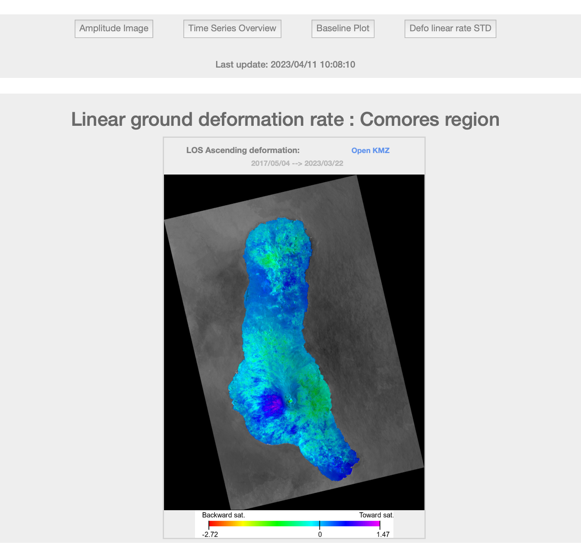 Amplitude Image Time Series Overview Baseline Plot Defo linear rate STD
Last update: 2023/04/11 10:08:10
Linear ground deformation rate : Comores region
LOS Ascending deformation: Open KMZ
2017/05/04 --> 2023/03/22
Backward sat. Toward sat.
-2.72 0 1.47